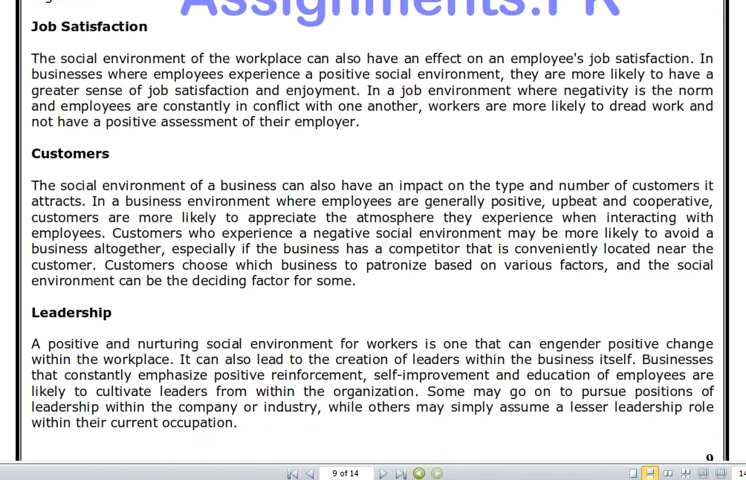 Assignments.PK
Job Satisfaction
The social environment of the workplace can also have an effect on an employee's job satisfaction. In
businesses where employees experience a positive social environment, they are more likely to have a
greater sense of job satisfaction and enjoyment. In a job environment where negativity is the norm
and employees are constantly in conflict with one another, workers are more likely to dread work and
not have a positive assessment of their employer.
Customers
The social environment of a business can also have an impact on the type and number of customers it
attracts. In a business environment where employees are generally positive, upbeat and cooperative,
customers are more likely to appreciate the atmosphere they experience when interacting with
employees. Customers who experience a negative social environment may be more likely to avoid a
business altogether, especially if the business has a competitor that is conveniently located near the
customer. Customers choose which business to patronize based on various factors, and the social
environment can be the deciding factor for some.
Leadership
A positive and nurturing social environment for workers is one that can engender positive change
within the workplace. It can also lead to the creation of leaders within the business itself. Businesses
that constantly emphasize positive reinforcement, self-improvement and education of employees are
likely to cultivate leaders from within the organization. Some may go on to pursue positions of
leadership within the company or industry, while others may simply assume a lesser leadership role
within their current occupation.
9
9 of 14
14